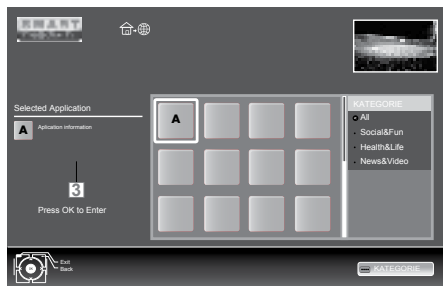 Selected Application
A
Aplication information
3
Press OK to Enter
A
KATEGORIE
All
Social&Fun
Health&Life
News&Video
Exit
Back
KATEGORIE